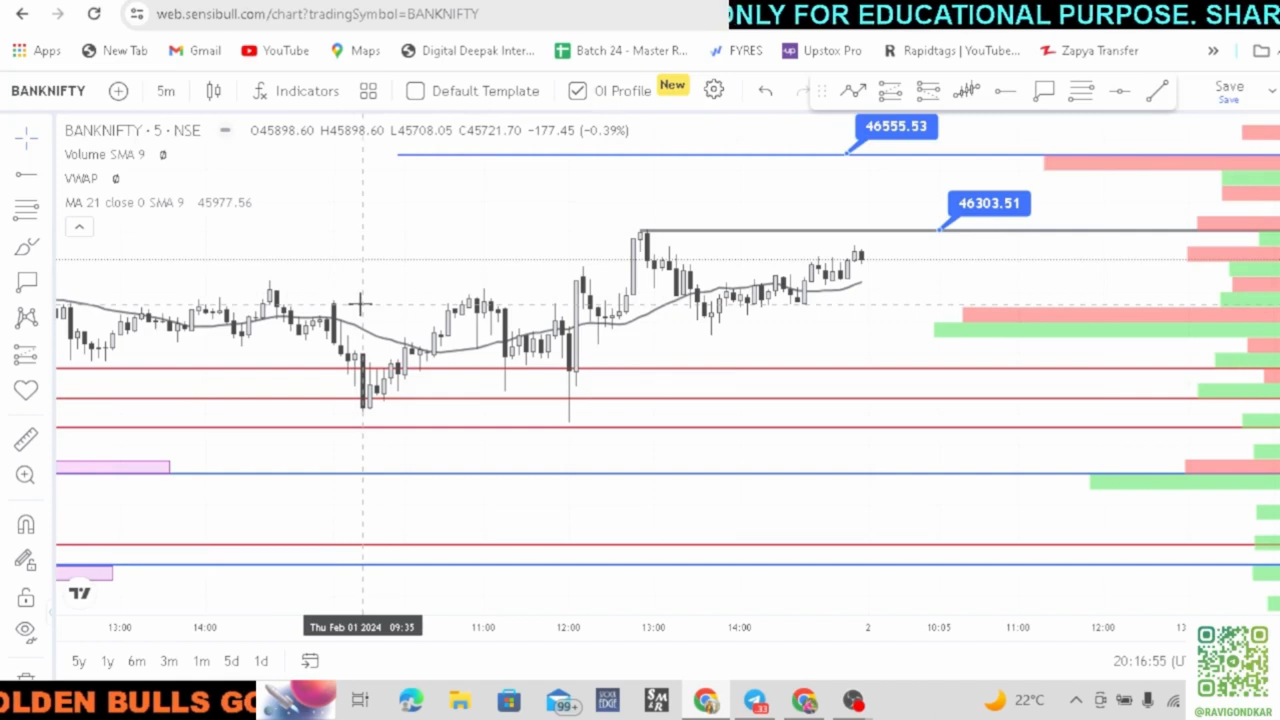 web.sensibull.com/chart?tradingSymbol=BANKNIFTY
ONLY FOR EDUCATIONAL PURPOSE. SHAR
Apps New Tab Gmail YouTube Maps Digital Deepak Inter... Batch 24 - Master R... FYRES Upstox Pro Rapidtags | YouTube... Zapya Transfer
BANKNIFTY 5m Indicators Default Template OI Profile New Save
Save
BANKNIFTY · 5 · NSE O45898.60 H45898.60 L45708.05 C45721.70 -177.45 (-0.39%)
46555.53
Volume SMA 9 Ø
VWAP Ø
MA 21 close 0 SMA 9 45977.56
46303.51
13:00 14:00 Thu Feb 01 2024 09:35 11:00 12:00 13:00 14:00 2 10:05 11:00 12:00 13
5y 1y 6m 3m 1m 5d 1d 20:16:55 (U
OLDEN BULLS GO
99+
33
22°C
@RAVIGONDKAR